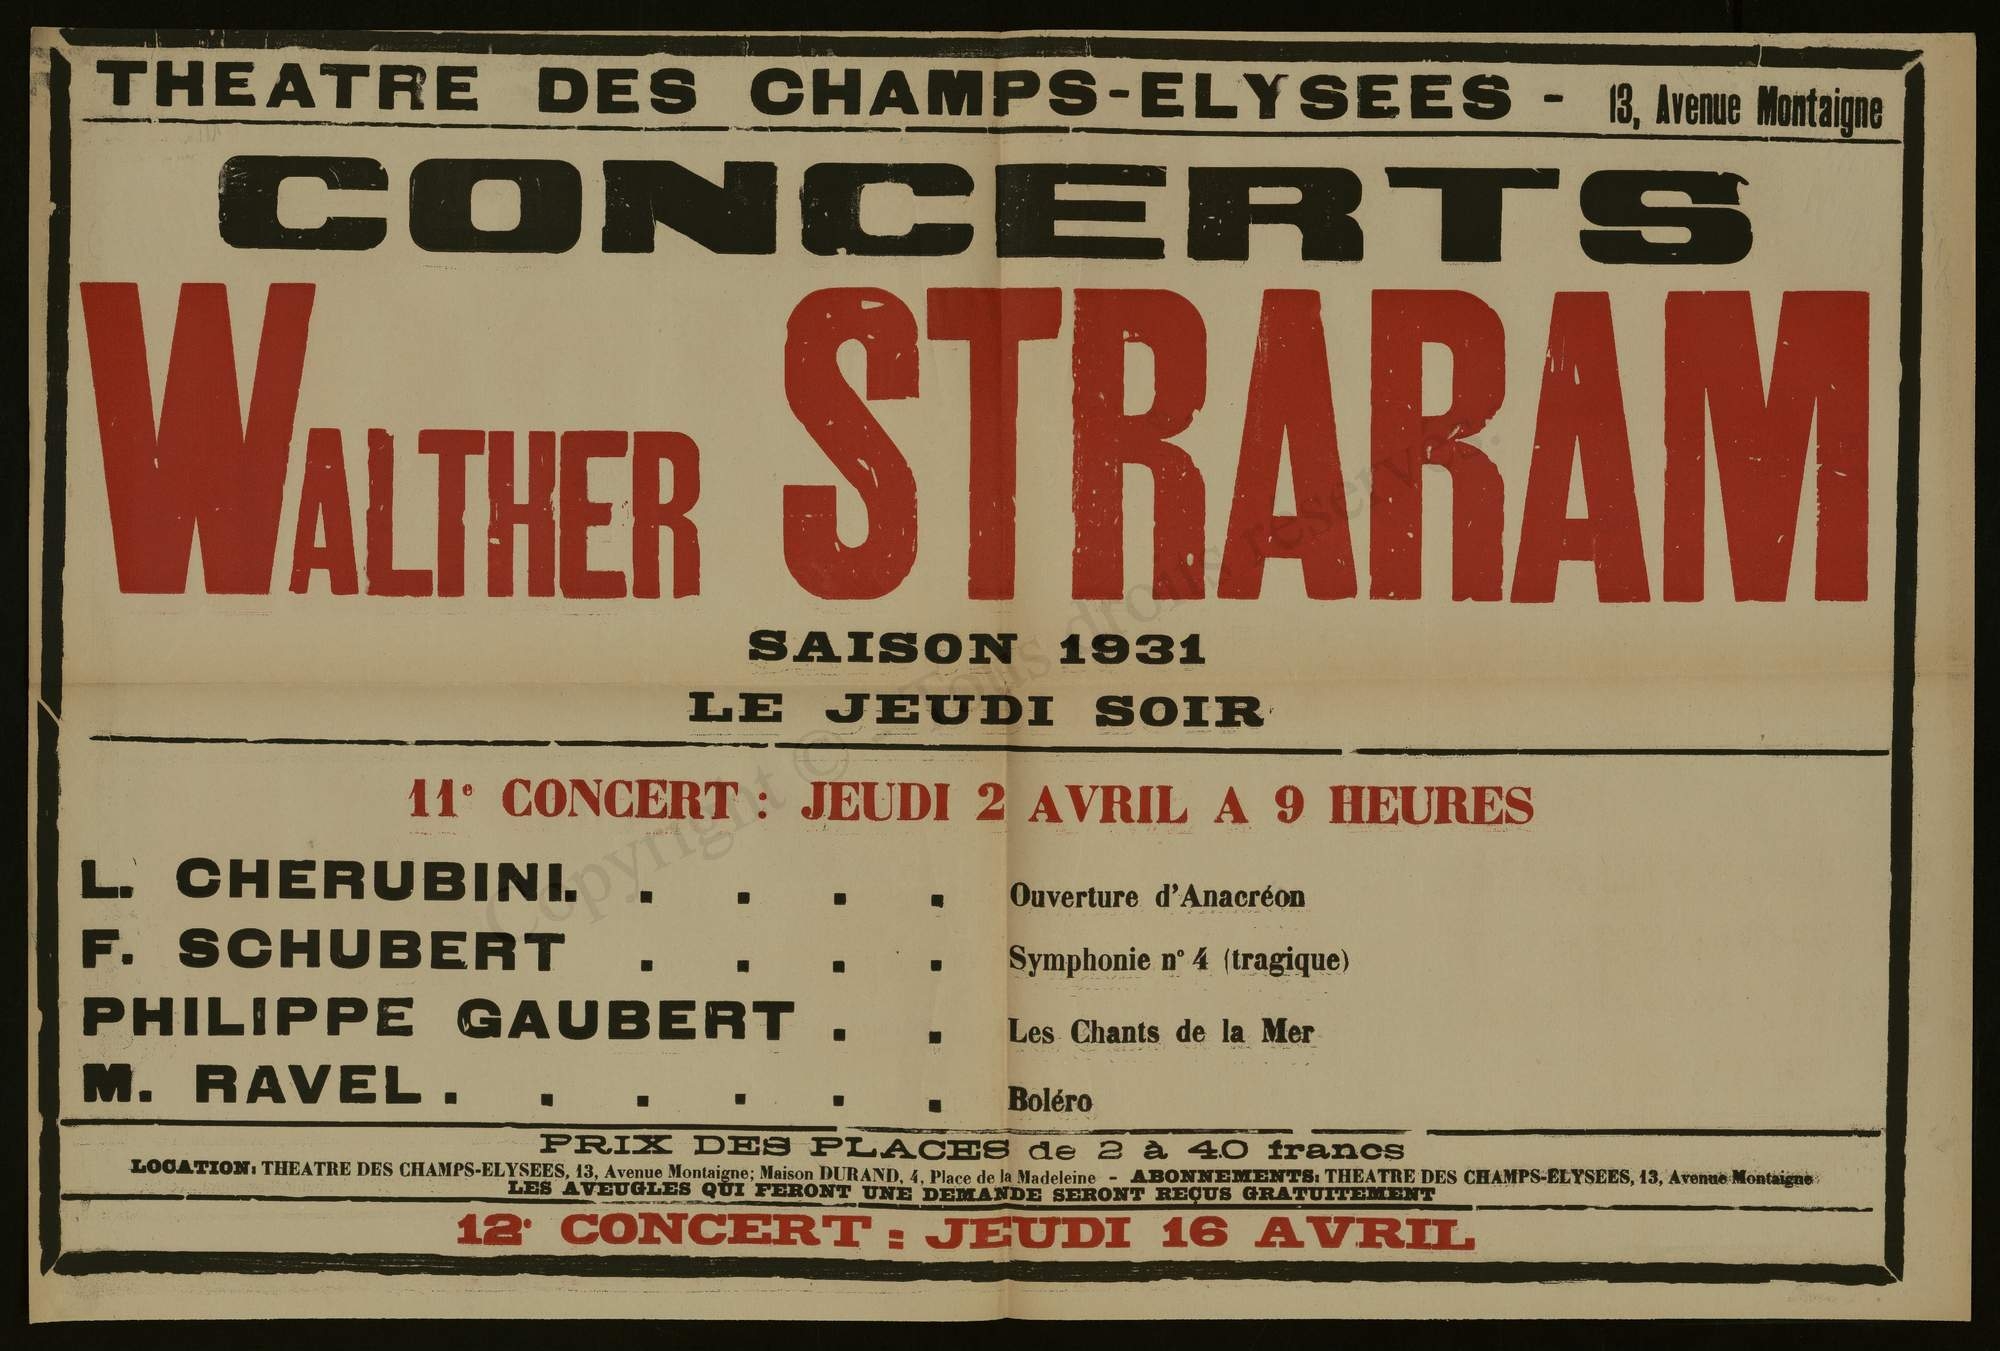 THEATRE DES CHAMPS-ELYSEES - 13, Avenue Montaigne
CONCERTS
WALTHER STRARAM
SAISON 1931
LE JEUDI SOIR
11e CONCERT : JEUDI 2 AVRIL A 9 HEURES
L. CHERUBINI. . . . . Ouverture d'Anacréon
F. SCHUBERT . . . . Symphonie n° 4 (tragique)
PHILIPPE GAUBERT . . Les Chants de la Mer
M. RAVEL . . . . . . Boléro
PRIX DES PLACES de 2 à 40 francs
LOCATION: THEATRE DES CHAMPS-ELYSEES, 13, Avenue Montaigne; Maison DURAND, 4, Place de la Madeleine - ABONNEMENTS: THEATRE DES CHAMPS-ELYSEES, 13, Avenue Montaigne
LES AVEUGLES QUI FERONT UNE DEMANDE SERONT REÇUS GRATUITEMENT
12e CONCERT : JEUDI 16 AVRIL
Copyright © - Tous droits réservés.